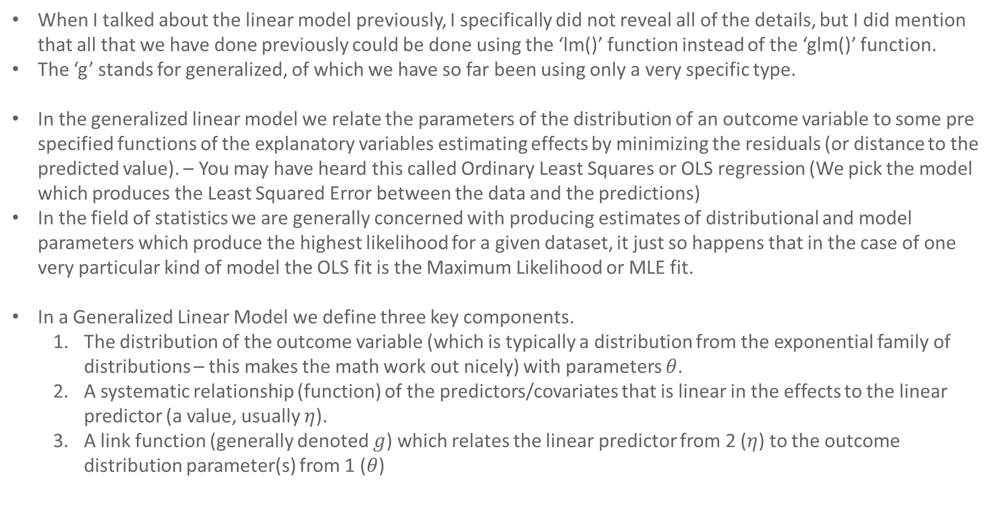 • When I talked about the linear model previously, I specifically did not reveal all of the details, but I did mention
that all that we have done previously could be done using the ‘lm()’ function instead of the ‘glm()’ function.
• The ‘g’ stands for generalized, of which we have so far been using only a very specific type.
• In the generalized linear model we relate the parameters of the distribution of an outcome variable to some pre
specified functions of the explanatory variables estimating effects by minimizing the residuals (or distance to the
predicted value). – You may have heard this called Ordinary Least Squares or OLS regression (We pick the model
which produces the Least Squared Error between the data and the predictions)
• In the field of statistics we are generally concerned with producing estimates of distributional and model
parameters which produce the highest likelihood for a given dataset, it just so happens that in the case of one
very particular kind of model the OLS fit is the Maximum Likelihood or MLE fit.
• In a Generalized Linear Model we define three key components.
1. The distribution of the outcome variable (which is typically a distribution from the exponential family of
distributions – this makes the math work out nicely) with parameters θ.
2. A systematic relationship (function) of the predictors/covariates that is linear in the effects to the linear
predictor (a value, usually η).
3. A link function (generally denoted g) which relates the linear predictor from 2 (η) to the outcome
distribution parameter(s) from 1 (θ)